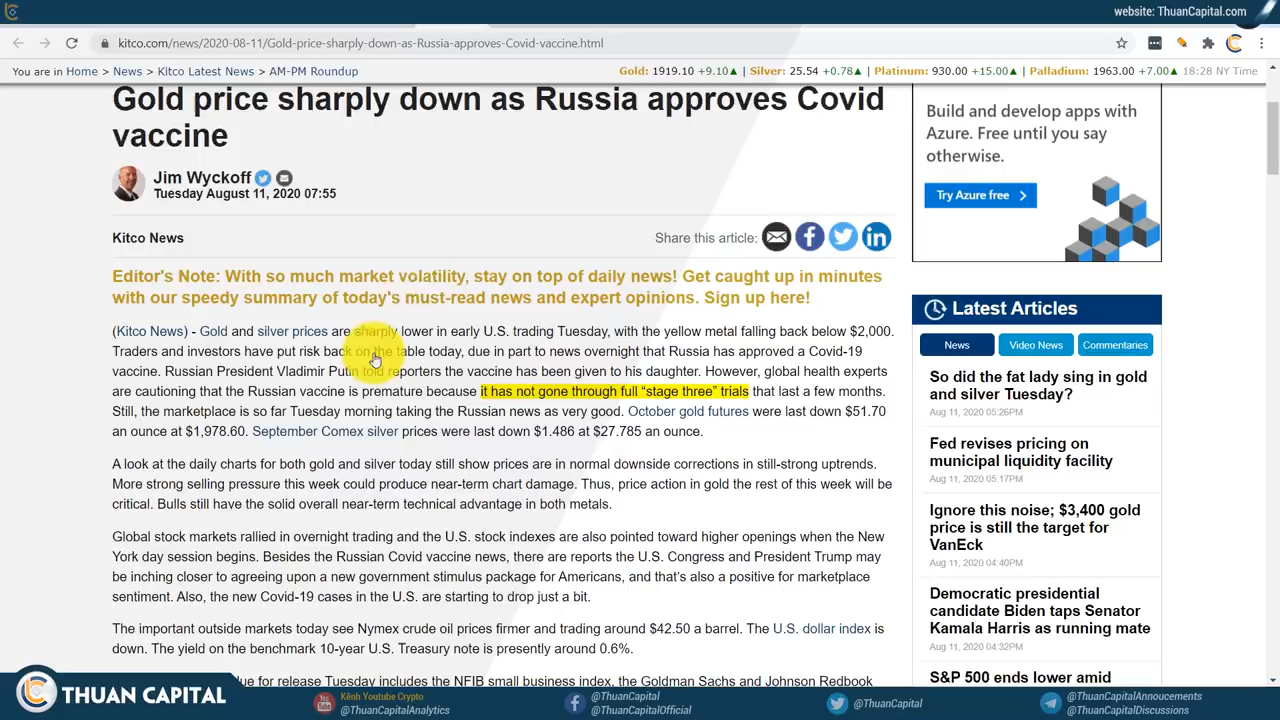 website: ThuanCapital.com
kitco.com/news/2020-08-11/Gold-price-sharply-down-as-Russia-approves-Covid-vaccine.html
You are in Home > News > Kitco Latest News > AM-PM Roundup
Gold: 1919.10 +9.10▲ | Silver: 25.54 +0.78▲ | Platinum: 930.00 +15.00▲ | Palladium: 1963.00 +7.00▲ 18:28 NY Time
Gold price sharply down as Russia approves Covid
vaccine
Jim Wyckoff
Tuesday August 11, 2020 07:55
Kitco News
Share this article:
Editor's Note: With so much market volatility, stay on top of daily news! Get caught up in minutes
with our speedy summary of today's must-read news and expert opinions. Sign up here!
(Kitco News) - Gold and silver prices are sharply lower in early U.S. trading Tuesday, with the yellow metal falling back below $2,000.
Traders and investors have put risk back on the table today, due in part to news overnight that Russia has approved a Covid-19
vaccine. Russian President Vladimir Putin told reporters the vaccine has been given to his daughter. However, global health experts
are cautioning that the Russian vaccine is premature because it has not gone through full “stage three” trials that last a few months.
Still, the marketplace is so far Tuesday morning taking the Russian news as very good. October gold futures were last down $51.70
an ounce at $1,978.60. September Comex silver prices were last down $1.486 at $27.785 an ounce.
A look at the daily charts for both gold and silver today still show prices are in normal downside corrections in still-strong uptrends.
More strong selling pressure this week could produce near-term chart damage. Thus, price action in gold the rest of this week will be
critical. Bulls still have the solid overall near-term technical advantage in both metals.
Global stock markets rallied in overnight trading and the U.S. stock indexes are also pointed toward higher openings when the New
York day session begins. Besides the Russian Covid vaccine news, there are reports the U.S. Congress and President Trump may
be inching closer to agreeing upon a new government stimulus package for Americans, and that’s also a positive for marketplace
sentiment. Also, the new Covid-19 cases in the U.S. are starting to drop just a bit.
The important outside markets today see Nymex crude oil prices firmer and trading around $42.50 a barrel. The U.S. dollar index is
down. The yield on the benchmark 10-year U.S. Treasury note is presently around 0.6%.
ue for release Tuesday includes the NFIB small business index, the Goldman Sachs and Johnson Redbook
Build and develop apps with
Azure. Free until you say
otherwise.
Try Azure free
Latest Articles
News
Video News
Commentaries
So did the fat lady sing in gold
and silver Tuesday?
Aug 11, 2020 05:26PM
Fed revises pricing on
municipal liquidity facility
Aug 11, 2020 05:17PM
Ignore this noise; $3,400 gold
price is still the target for
VanEck
Aug 11, 2020 04:40PM
Democratic presidential
candidate Biden taps Senator
Kamala Harris as running mate
Aug 11, 2020 04:32PM
S&P 500 ends lower amid
THUAN CAPITAL
Kênh Youtube Crypto
@ThuanCapitalAnalytics
@ThuanCapital
@ThuanCapitalOfficial
@ThuanCapital
@ThuanCapitalAnnoucements
@ThuanCapitalDiscussions